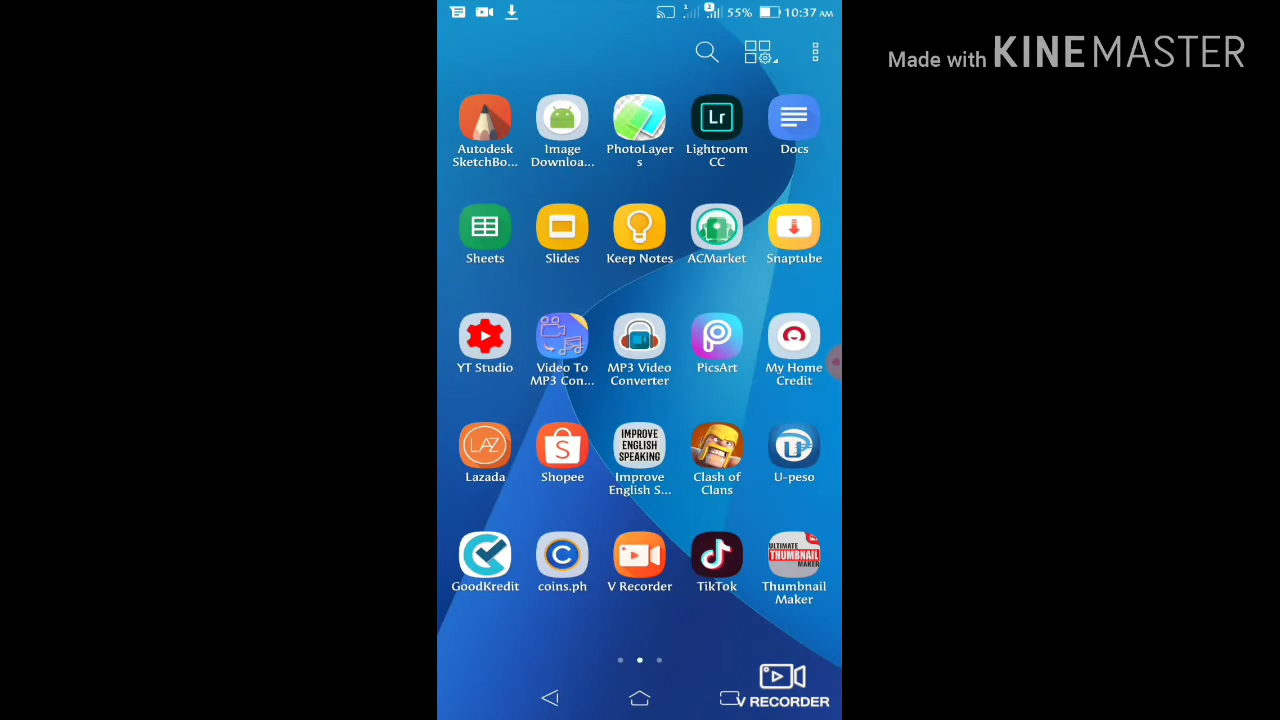 1
2
55%
10:37 AM
Made with KINEMASTER
Lr
Autodesk
SketchBo...
Image
Downloa...
PhotoLayer
s
Lightroom
CC
Docs
Sheets
Slides
Keep Notes
ACMarket
Snaptube
YT Studio
Video To
MP3 Con...
MP3 Video
Converter
PicsArt
My Home
Credit
LAZ
S
IMPROVE
ENGLISH
SPEAKING
UP
Lazada
Shopee
Improve
English S...
Clash of
Clans
U-peso
C
ULTIMATE
THUMBNAIL
MAKER
GoodKredit
coins.ph
V Recorder
TikTok
Thumbnail
Maker
V RECORDER